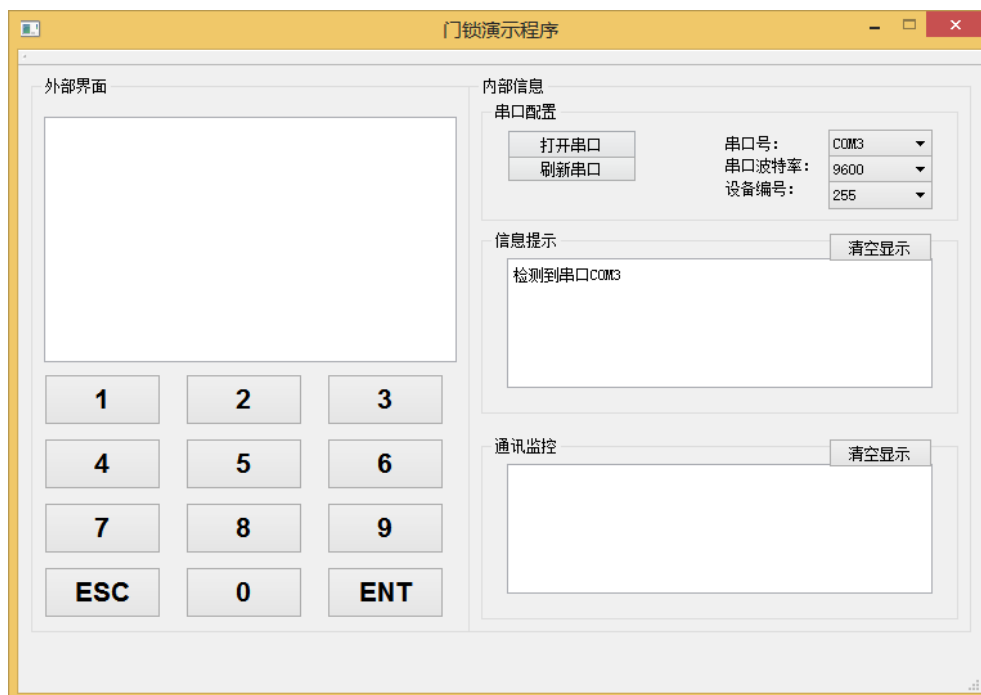 门锁演示程序
外部界面
1 2 3
4 5 6
7 8 9
ESC 0 ENT
内部信息
串口配置
打开串口
刷新串口
串口号: COM3
串口波特率: 9600
设备编号: 255
信息提示
清空显示
检测到串口COM3
通讯监控
清空显示